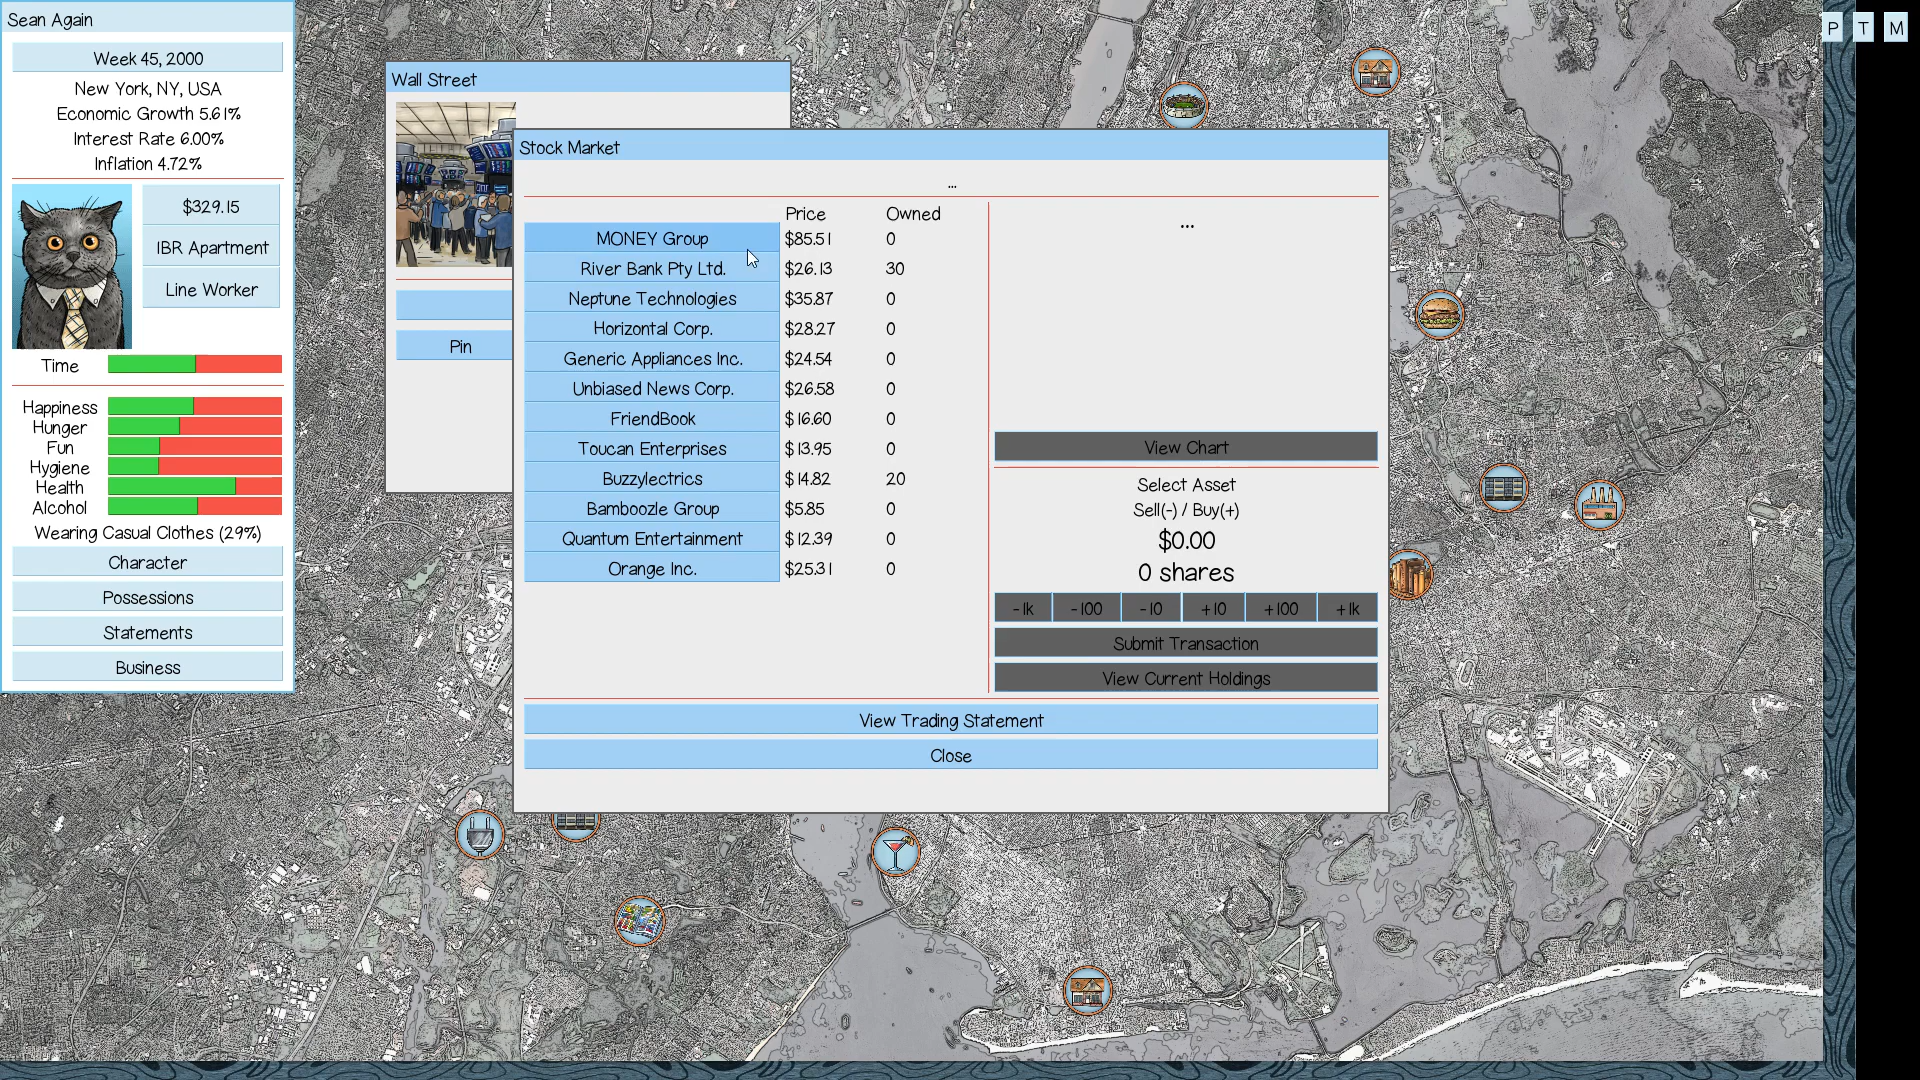 Sean Again
Week 45, 2000
New York, NY, USA
Economic Growth 5.61%
Interest Rate 6.00%
Inflation 4.72%
$329.15
IBR Apartment
Line Worker
Time
Happiness
Hunger
Fun
Hygiene
Health
Alcohol
Wearing Casual Clothes (29%)
Character
Possessions
Statements
Business
Wall Street
Pin
Stock Market
...
Price Owned
MONEY Group $85.51 0
River Bank Pty Ltd. $26.13 30
Neptune Technologies $35.87 0
Horizontal Corp. $28.27 0
Generic Appliances Inc. $24.54 0
Unbiased News Corp. $26.58 0
FriendBook $16.60 0
Toucan Enterprises $13.95 0
Buzzylectrics $14.82 20
Bamboozle Group $5.85 0
Quantum Entertainment $12.39 0
Orange Inc. $25.31 0
...
View Chart
Select Asset
Sell(-) / Buy(+)
$0.00
0 shares
-1k -100 -10 +10 +100 +1k
Submit Transaction
View Current Holdings
View Trading Statement
Close
P T M